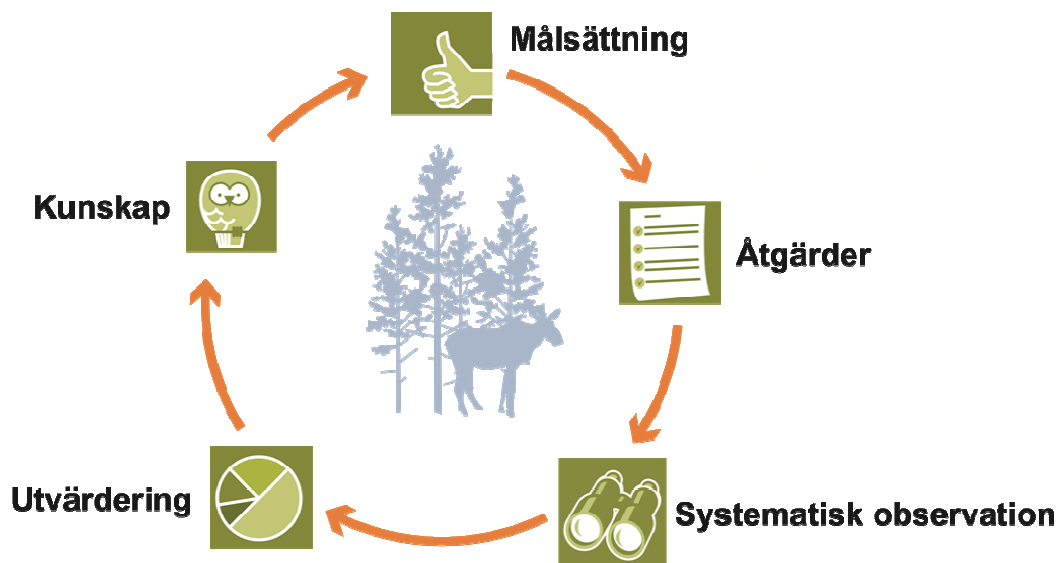 Målsättning
Åtgärder
Systematisk observation
Utvärdering
Kunskap